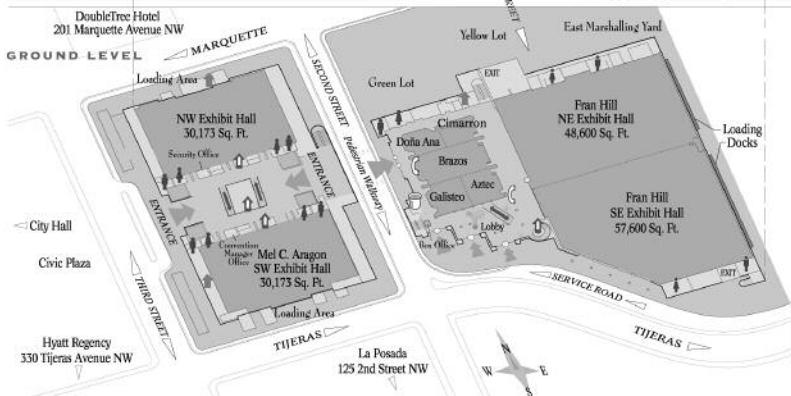 DoubleTree Hotel
201 Marquette Avenue NW
GROUND LEVEL
MARQUETTE
Loading Area
NW Exhibit Hall
30,173 Sq. Ft.
Security Office
ENTRANCE
ENTRANCE
Convention
Manager
Office
Mel C. Aragon
SW Exhibit Hall
30,173 Sq. Ft.
Loading Area
City Hall
Civic Plaza
THIRD STREET
Hyatt Regency
330 Tijeras Avenue NW
TIJERAS
SECOND STREET
Pedestrian Walkway
La Posada
125 2nd Street NW
STREET
Yellow Lot
East Marshalling Yard
Green Lot
EXIT
Cimarron
Doña Ana
Brazos
Aztec
Galisteo
Lobby
Box Office
Fran Hill
NE Exhibit Hall
48,600 Sq. Ft.
Loading
Docks
Fran Hill
SE Exhibit Hall
57,600 Sq. Ft.
EXIT
SERVICE ROAD
TIJERAS
N
W
E
S